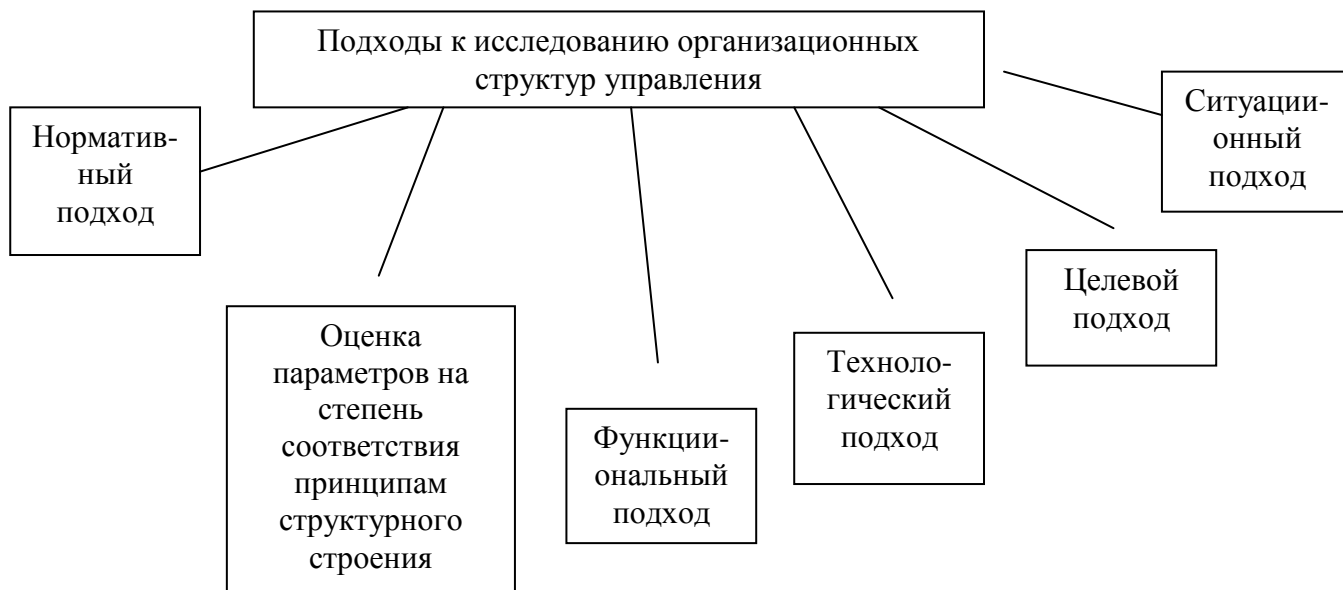 Подходы к исследованию организационных
структур управления
Норматив-
ный
подход
Оценка
параметров на
степень
соответствия
принципам
структурного
строения
Функции-
ональный
подход
Техноло-
гический
подход
Целевой
подход
Ситуаци-
онный
подход